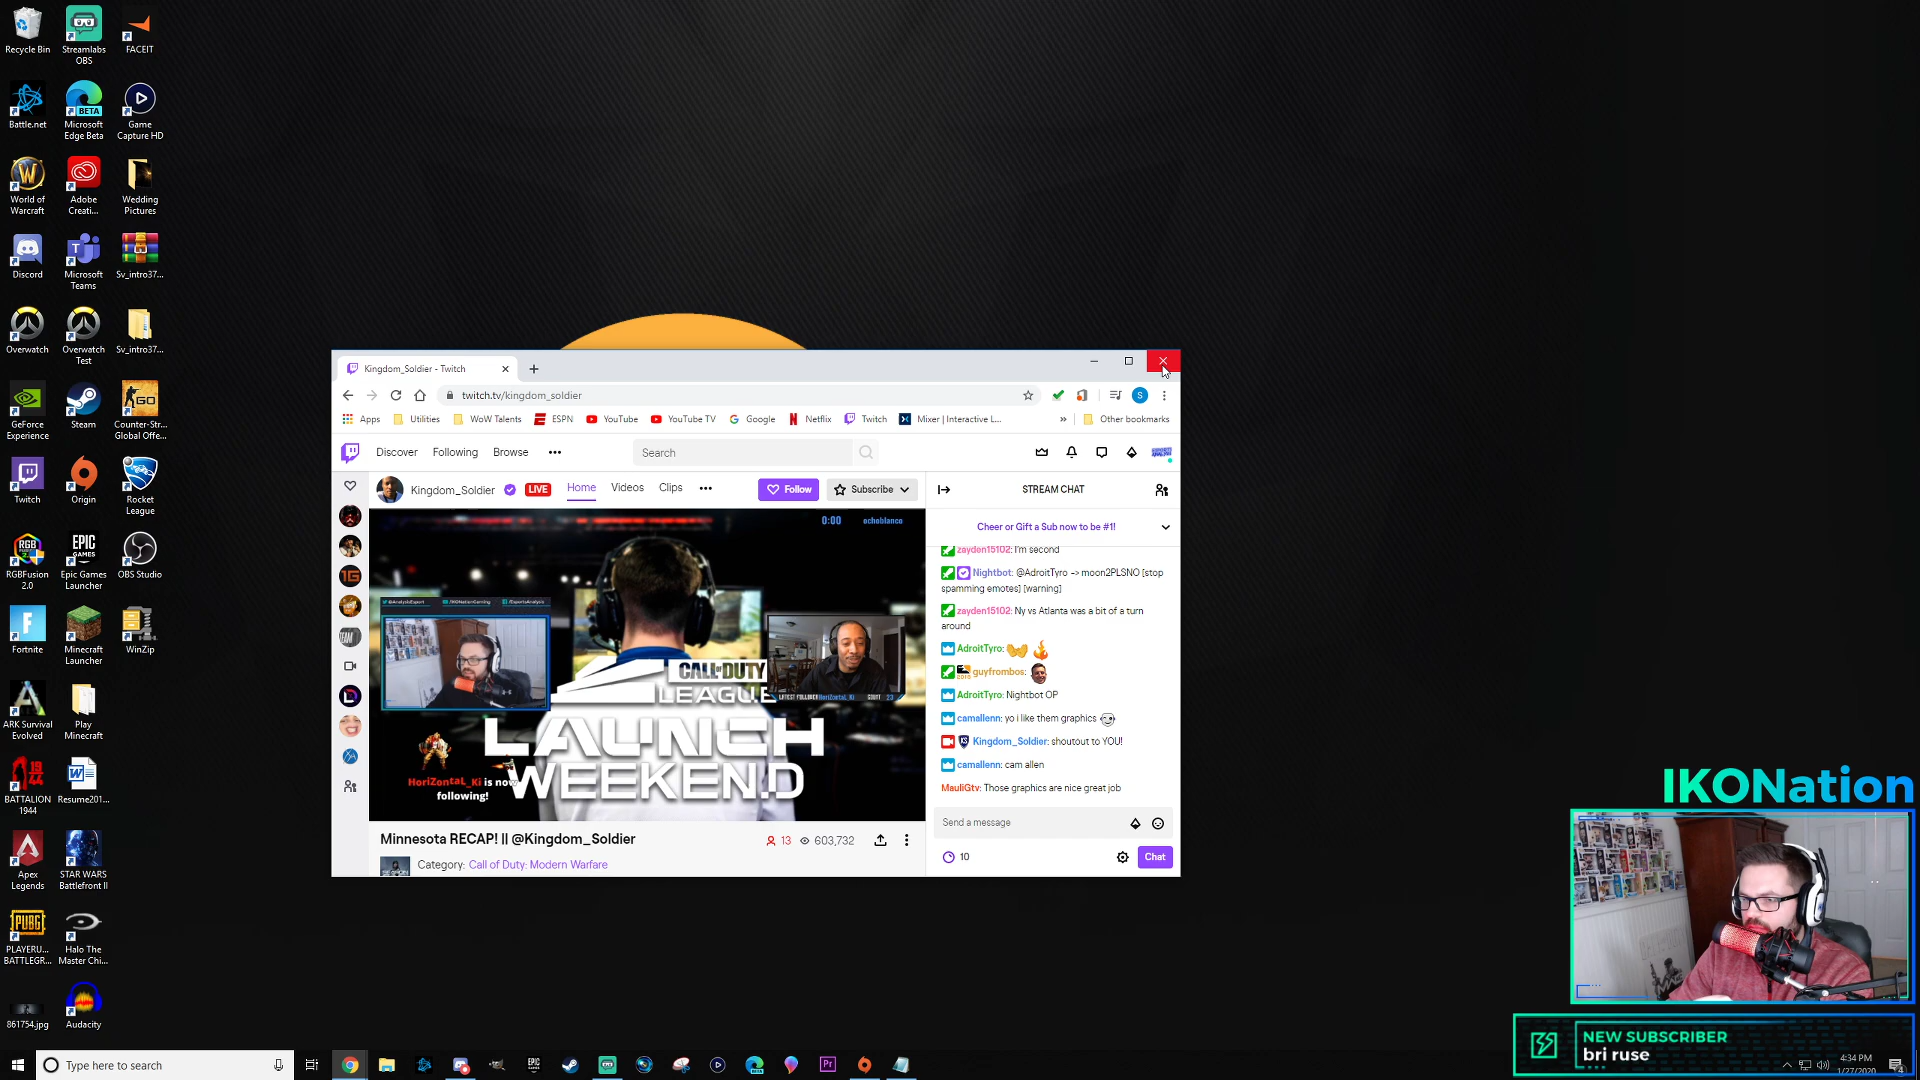 Recycle Bin
Streamlabs OBS
FACEIT
Battle.net
Microsoft Edge Beta
BETA
Game Capture HD
World of Warcraft
Adobe Creati...
Wedding Pictures
Discord
Microsoft Teams
Sv_intro37...
Overwatch
Overwatch Test
Sv_intro37...
GeForce Experience
Steam
Counter-Str... Global Offe...
Twitch
Origin
Rocket League
RGBFusion 2.0
Epic Games Launcher
OBS Studio
Fortnite
Minecraft Launcher
WinZip
ARK Survival Evolved
Play Minecraft
BATTALION 1944
Resume201...
Apex Legends
STAR WARS Battlefront II
PLAYERU... BATTLEGR...
Halo The Master Chi...
861754.jpg
Audacity
Kingdom_Soldier - Twitch
twitch.tv/kingdom_soldier
S
Apps
Utilities
WoW Talents
ESPN
YouTube
YouTube TV
Google
Netflix
Twitch
Mixer | Interactive L...
»
Other bookmarks
Discover
Following
Browse
Search
Kingdom_Soldier
LIVE
Home
Videos
Clips
Follow
Subscribe
STREAM CHAT
Cheer or Gift a Sub now to be #1!
0:00
ochoblanco
@AnalysisEsport
/IKONationGaming
/EsportsAnalysis
CALL OF DUTY
LEAGUE
LAUNCH
WEEKEND
HoriZontaL_Ki is now
following!
zayden15102: I'm second
Nightbot: @AdroitTyro -> moon2PLSNO [stop
spamming emotes] [warning]
zayden15102: Ny vs Atlanta was a bit of a turn
around
AdroitTyro:
guyfrombos:
AdroitTyro: Nightbot OP
camallenn: yo i like them graphics
Kingdom_Soldier: shoutout to YOU!
camallenn: cam allen
MauliGtv: Those graphics are nice great job
Send a message
10
Chat
Minnesota RECAP! || @Kingdom_Soldier
13
603,732
Category: Call of Duty: Modern Warfare
IKONation
NEW SUBSCRIBER
bri ruse
Type here to search
4:34 PM
1/27/2020